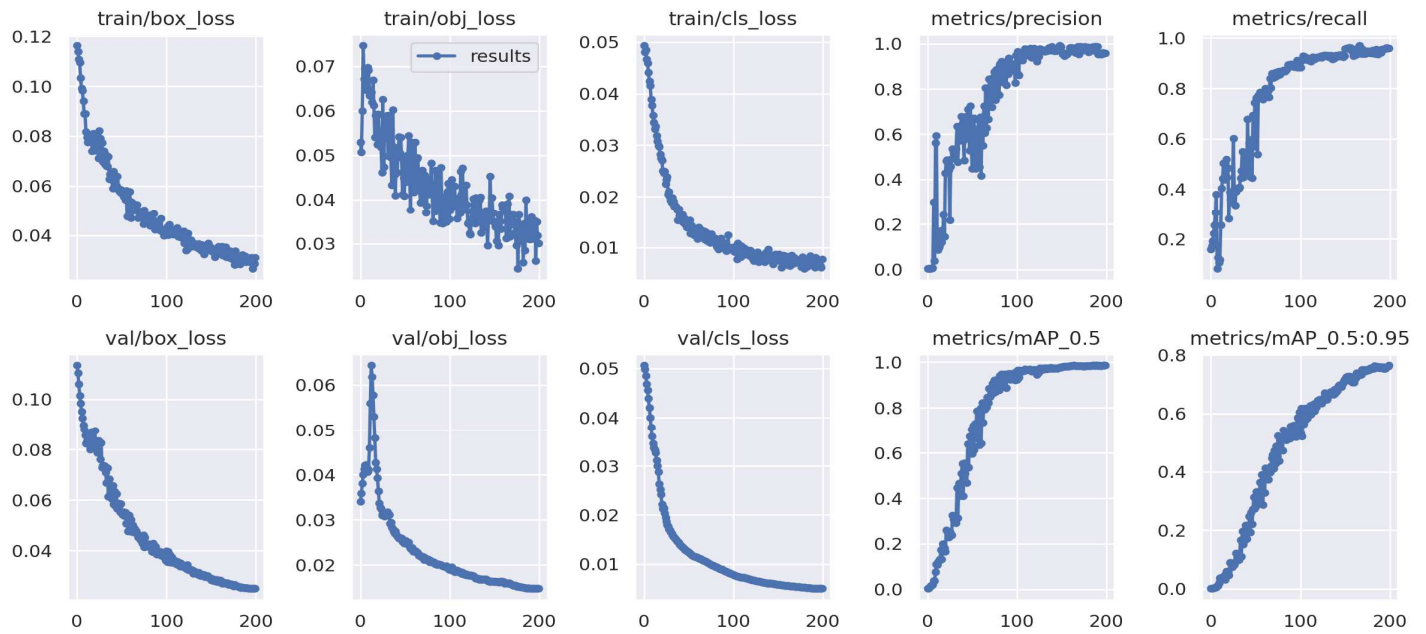 train/box_loss
train/obj_loss
train/cls_loss
metrics/precision
metrics/recall
0.12
0.10
0.08
0.06
0.04
0 100 200
results
0.07
0.06
0.05
0.04
0.03
0 100 200
0.05
0.04
0.03
0.02
0.01
0 100 200
1.0
0.8
0.6
0.4
0.2
0.0
0 100 200
1.0
0.8
0.6
0.4
0.2
0 100 200
val/box_loss
val/obj_loss
val/cls_loss
metrics/mAP_0.5
metrics/mAP_0.5:0.95
0.10
0.08
0.06
0.04
0 100 200
0.06
0.05
0.04
0.03
0.02
0 100 200
0.05
0.04
0.03
0.02
0.01
0 100 200
1.0
0.8
0.6
0.4
0.2
0.0
0 100 200
0.8
0.6
0.4
0.2
0.0
0 100 200